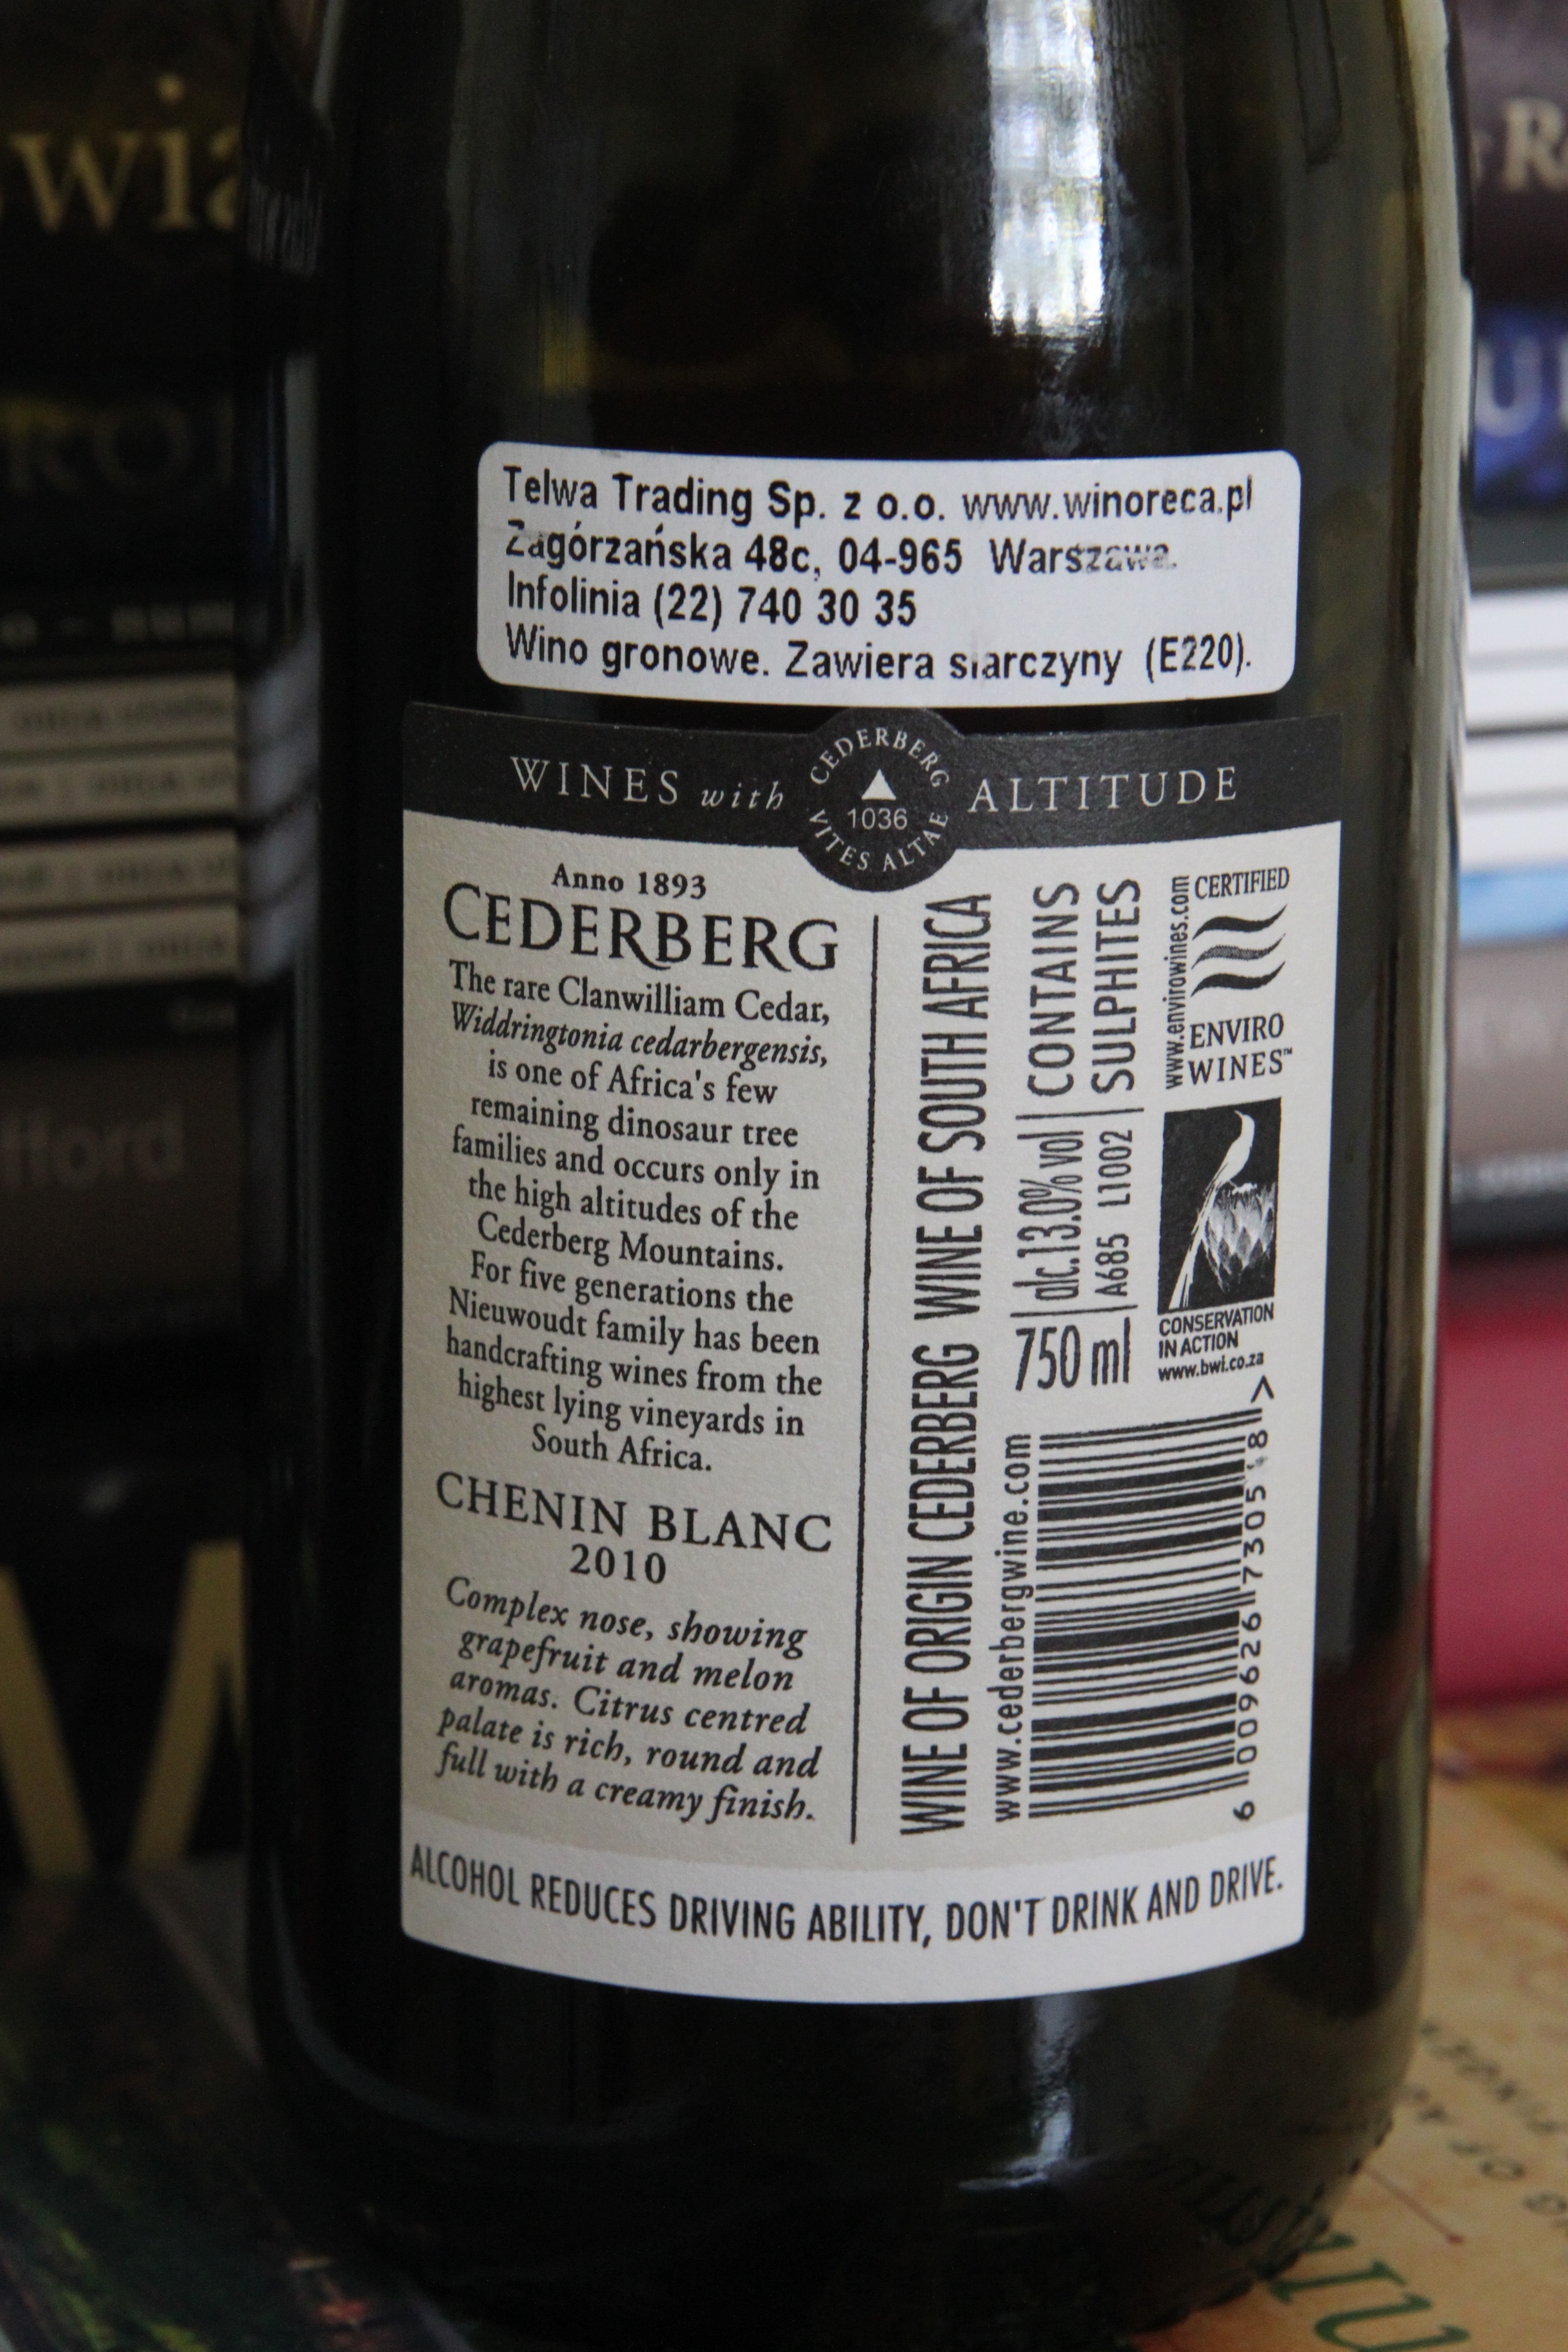 Telwa Trading Sp. z o.o. www.winoreca.pl
Zagórzańska 48c, 04-965 Warszawa.
Infolinia (22) 740 30 35
Wino gronowe. Zawiera siarczyny (E220).
WINES with ALTITUDE
CEDERBERG
1036
VITES ALTAE
Anno 1893
CEDERBERG
The rare Clanwilliam Cedar,
Widdringtonia cedarbergensis,
is one of Africa's few
remaining dinosaur tree
families and occurs only in
the high altitudes of the
Cederberg Mountains.
For five generations the
Nieuwoudt family has been
handcrafting wines from the
highest lying vineyards in
South Africa.
CHENIN BLANC
2010
Complex nose, showing
grapefruit and melon
aromas. Citrus centred
palate is rich, round and
full with a creamy finish.
WINE OF ORIGIN CEDERBERG WINE OF SOUTH AFRICA
www.cederbergwine.com
750 ml
alc.13.0% vol
A685 L1002
CONTAINS
SULPHITES
www.envirowines.com
CERTIFIED
ENVIRO
WINES™
CONSERVATION
IN ACTION
www.bwi.co.za
6 009626
ALCOHOL REDUCES DRIVING ABILITY, DON'T DRINK AND DRIVE.
wia
fford